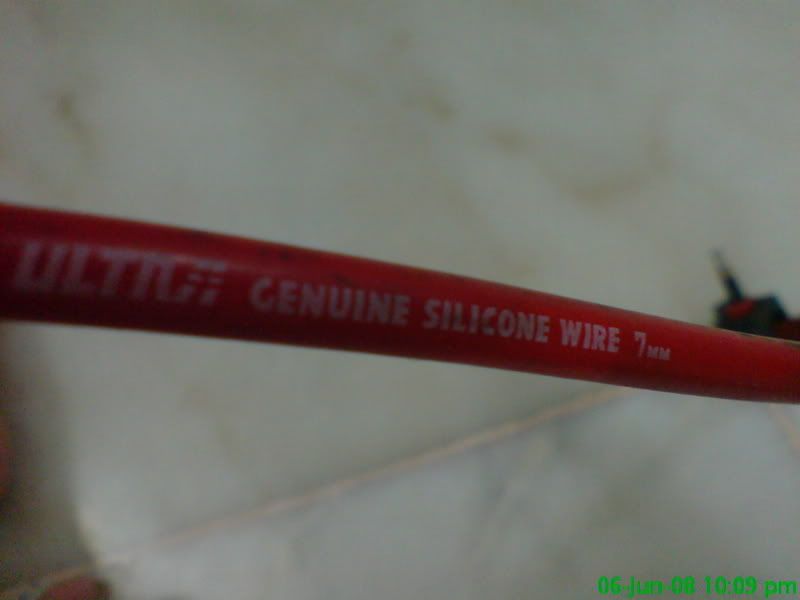 ULTRA GENUINE SILICONE WIRE 7MM
06-Jun-08 10:09 pm